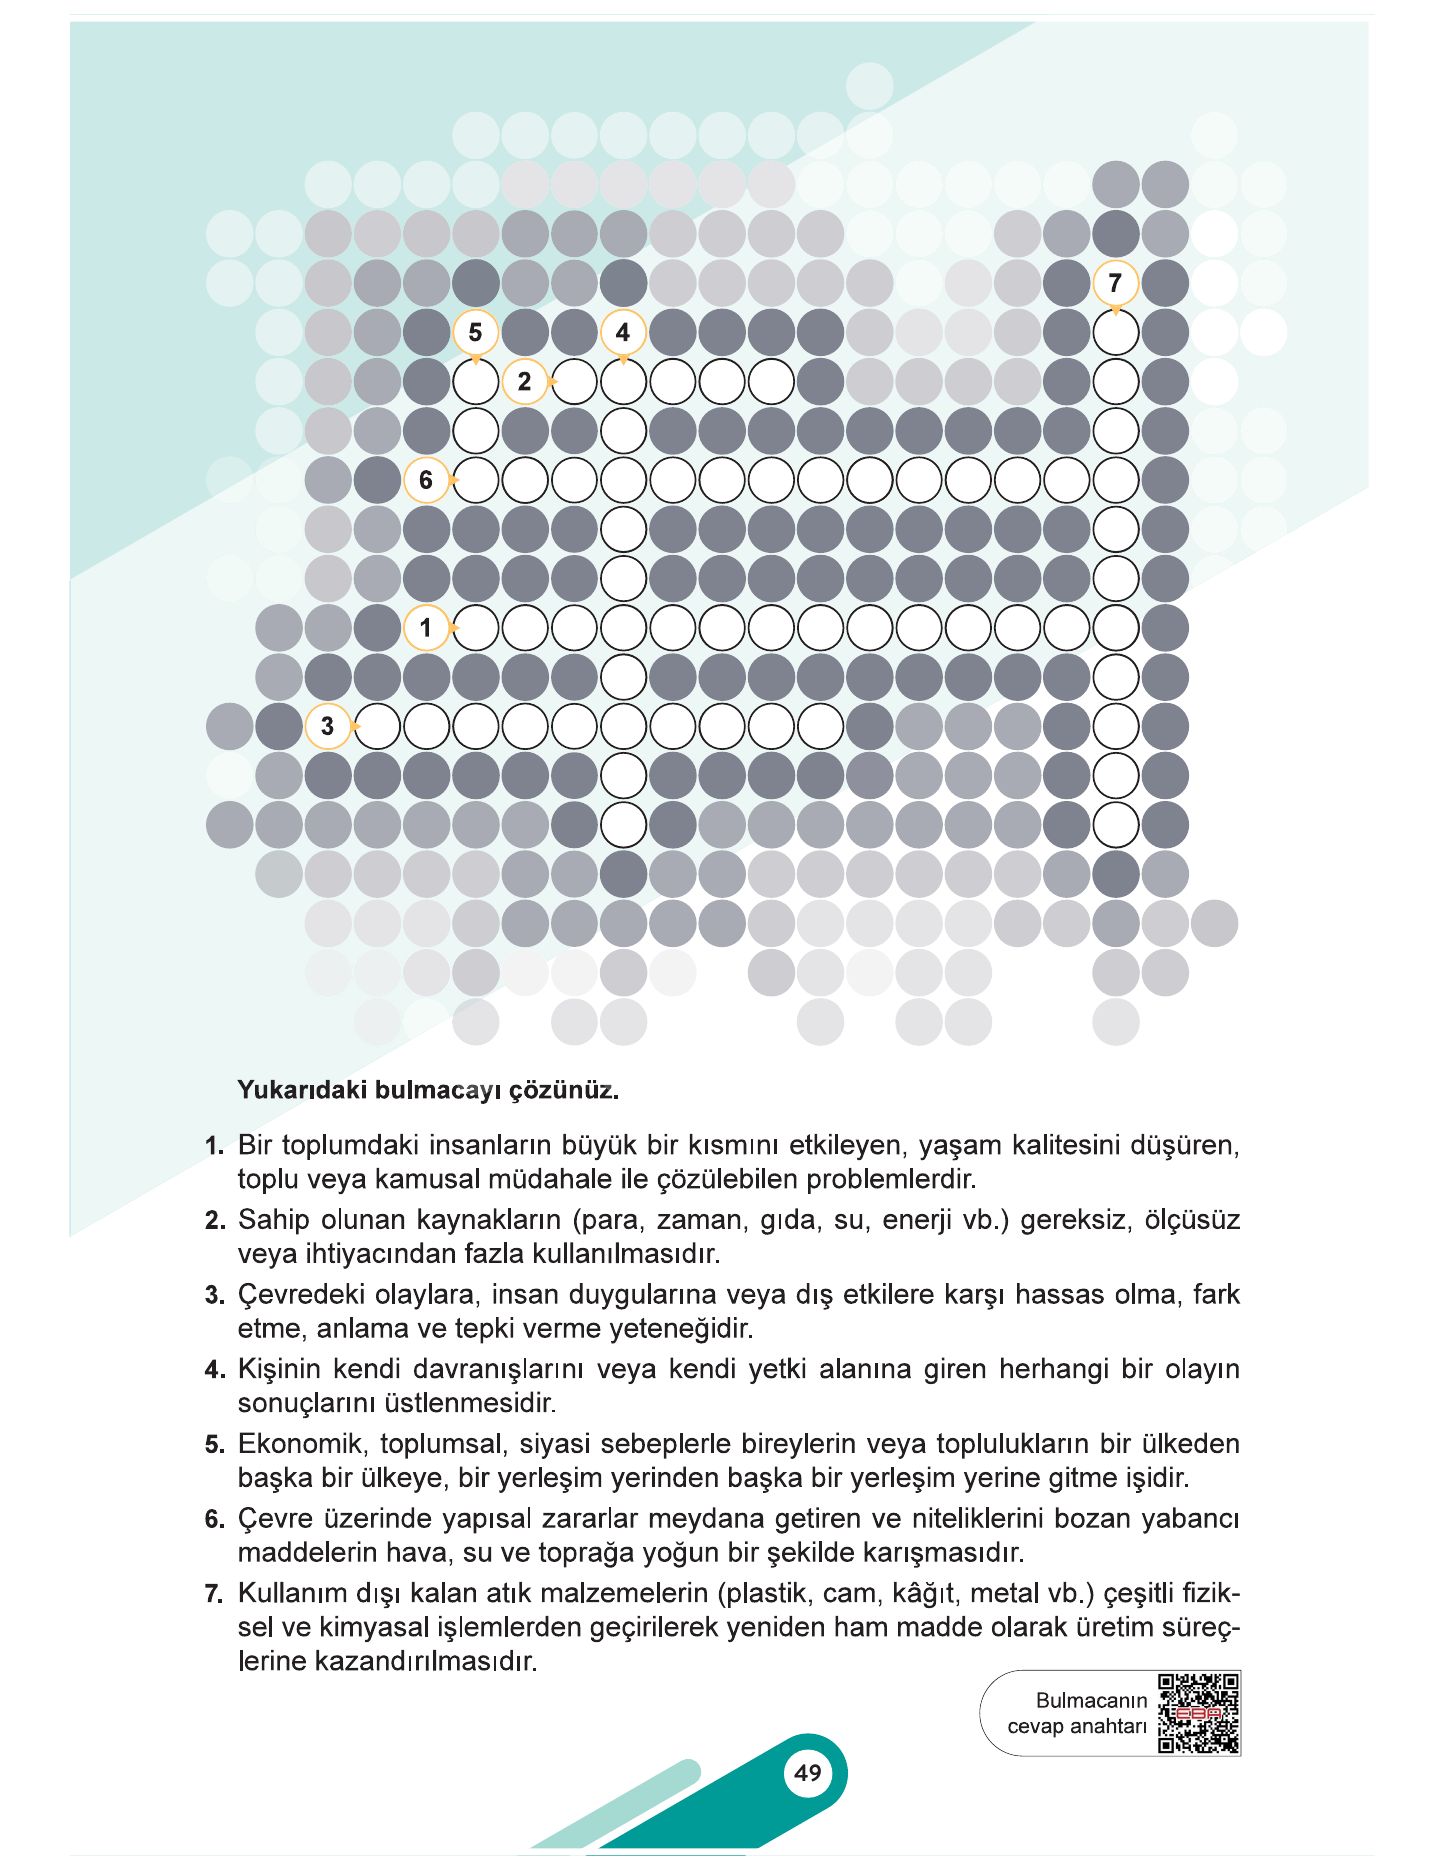 7
5
4
2
6
1
3
Yukarıdaki bulmacayı çözünüz.
1. Bir toplumdaki insanların büyük bir kısmını etkileyen, yaşam kalitesini düşüren,
toplu veya kamusal müdahale ile çözülebilen problemlerdir.
2. Sahip olunan kaynakların (para, zaman, gıda, su, enerji vb.) gereksiz, ölçüsüz
veya ihtiyacından fazla kullanılmasıdır.
3. Çevredeki olaylara, insan duygularına veya dış etkilere karşı hassas olma, fark
etme, anlama ve tepki verme yeteneğidir.
4. Kişinin kendi davranışlarını veya kendi yetki alanına giren herhangi bir olayın
sonuçlarını üstlenmesidir.
5. Ekonomik, toplumsal, siyasi sebeplerle bireylerin veya toplulukların bir ülkeden
başka bir ülkeye, bir yerleşim yerinden başka bir yerleşim yerine gitme işidir.
6. Çevre üzerinde yapısal zararlar meydana getiren ve niteliklerini bozan yabancı
maddelerin hava, su ve toprağa yoğun bir şekilde karışmasıdır.
7. Kullanım dışı kalan atık malzemelerin (plastik, cam, kâğıt, metal vb.) çeşitli fizik-
sel ve kimyasal işlemlerden geçirilerek yeniden ham madde olarak üretim süreç-
lerine kazandırılmasıdır.
Bulmacanın
cevap anahtarı
EBA
49